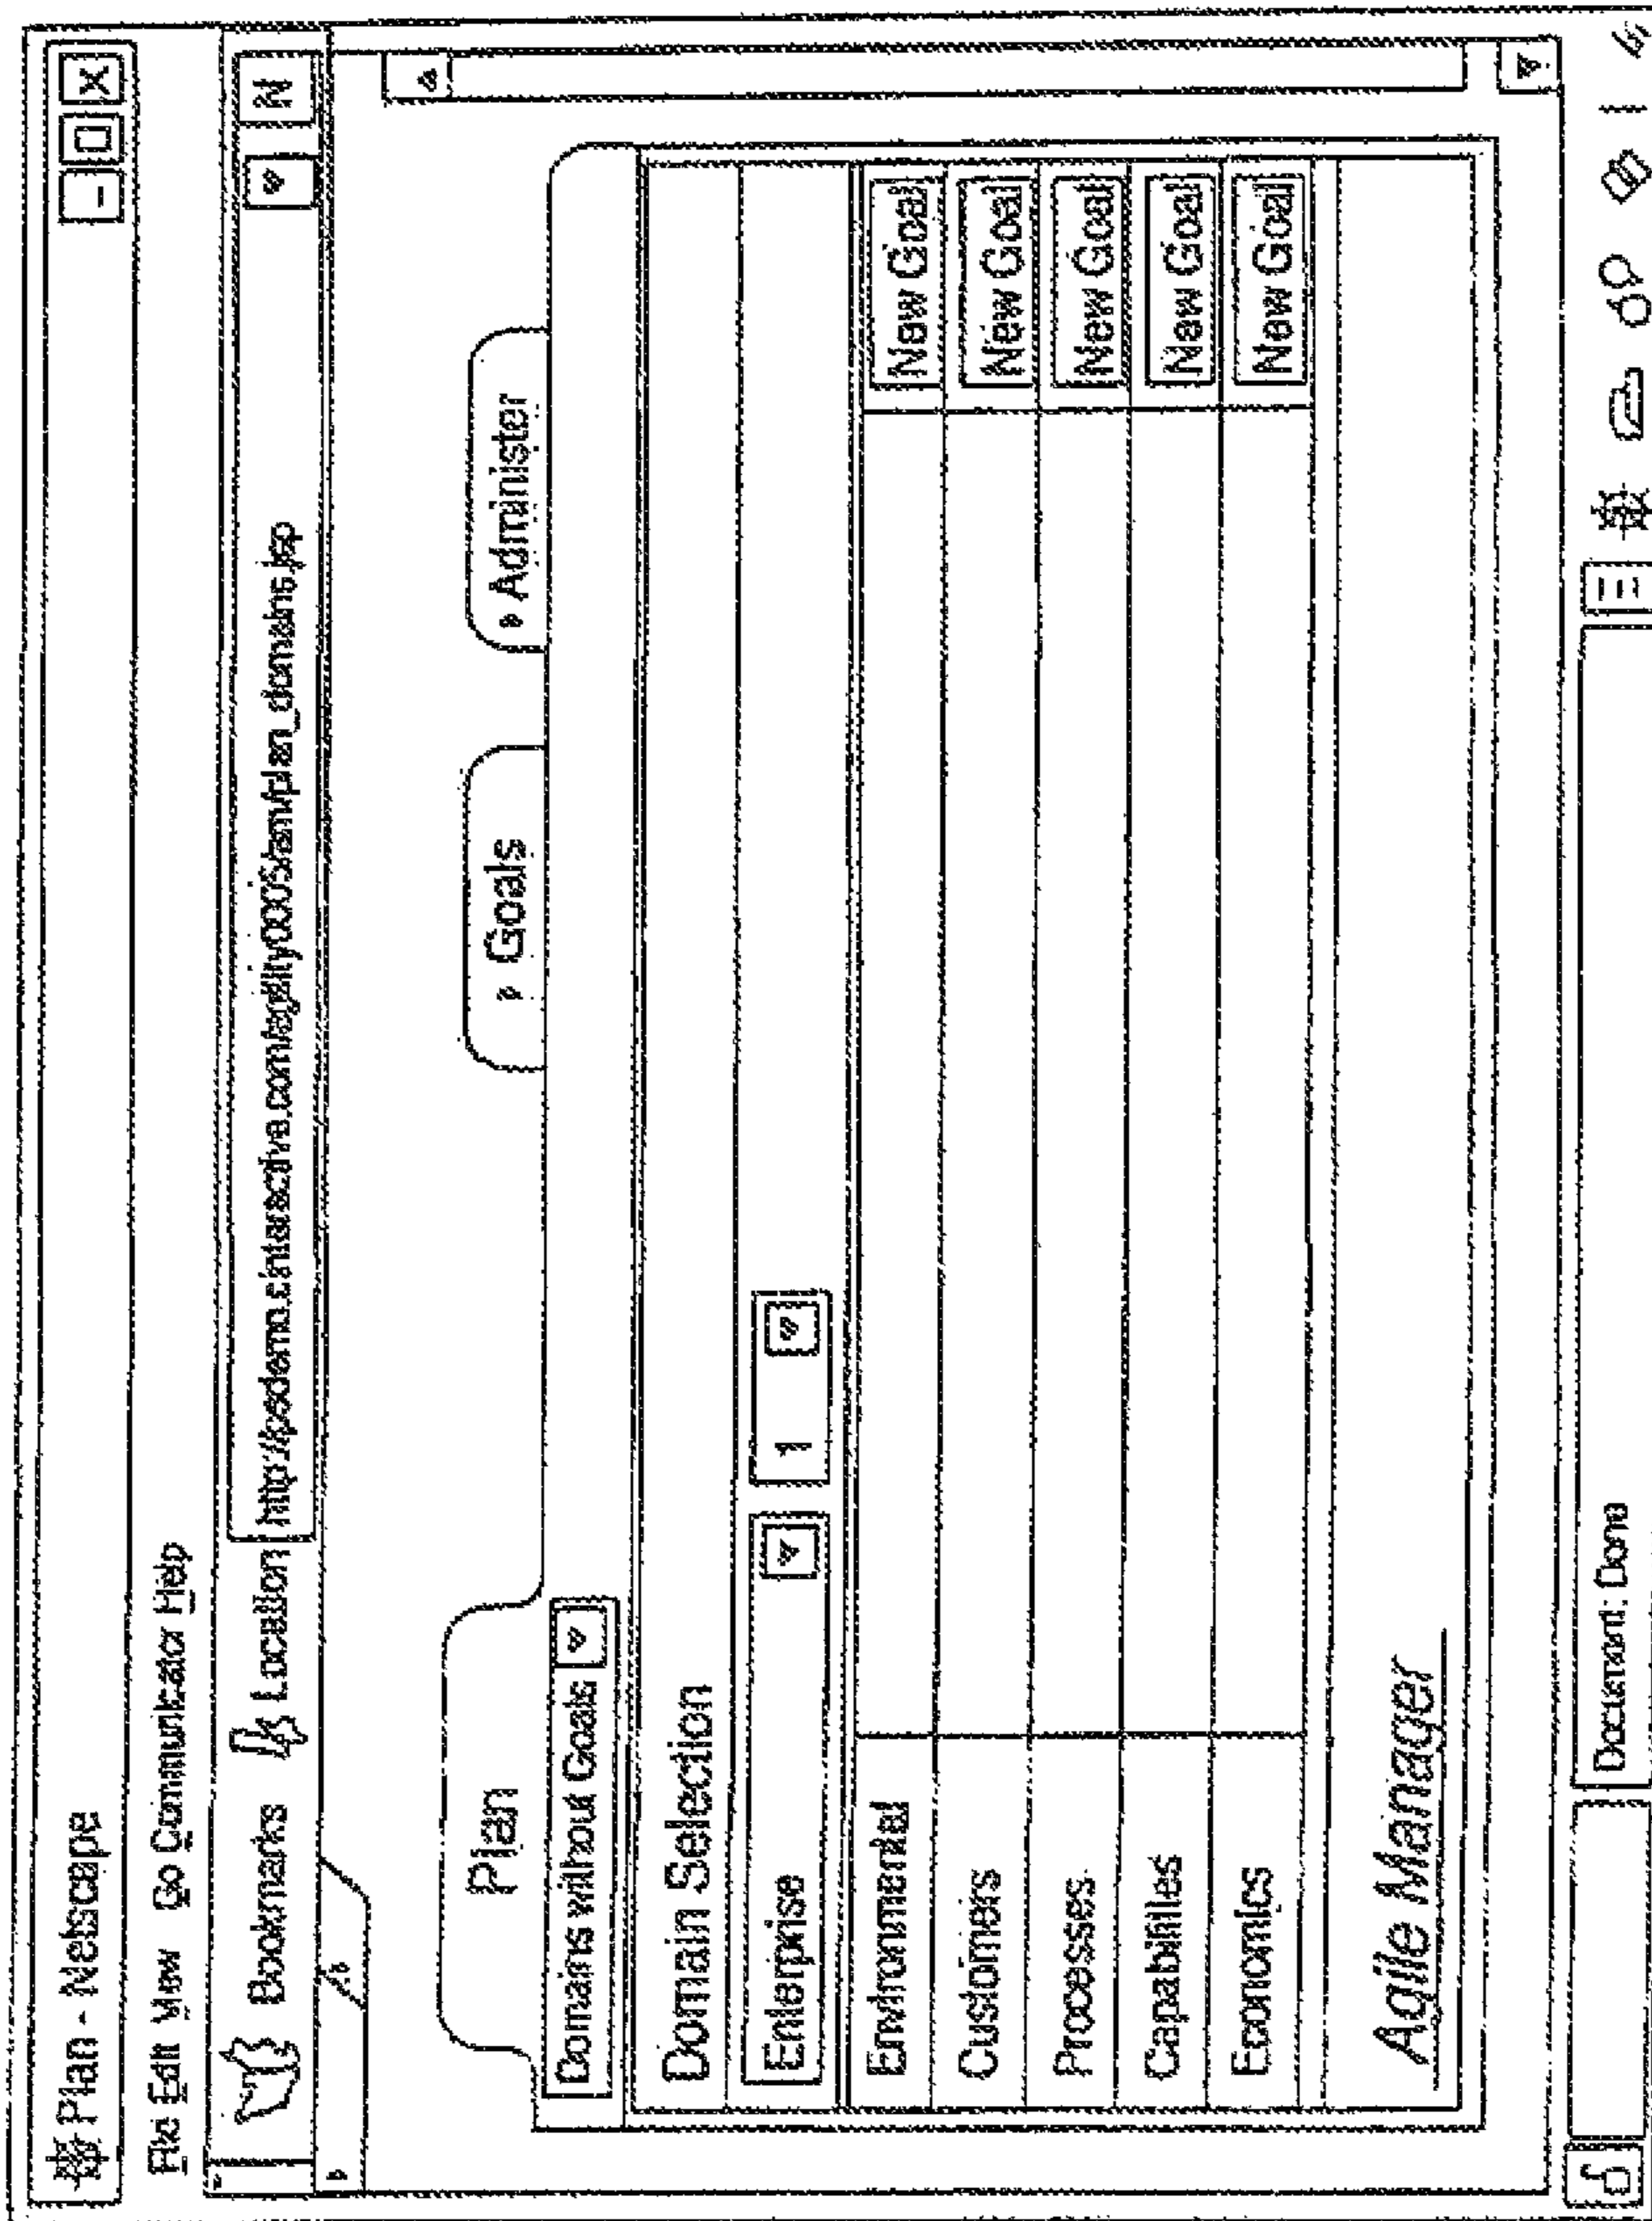 Plan - Netscape
File Edit View Go Communicator Help
Bookmarks Location http://psdemo.sinteractive.com/agility0005/am/plan_domains.jsp N
Plan Goals Administer
Domains without Goals
Domain Selection
Enterprise 1
Environmental New Goal
Customers New Goal
Processes New Goal
Capabilities New Goal
Economics New Goal
Agile Manager
Document: Done